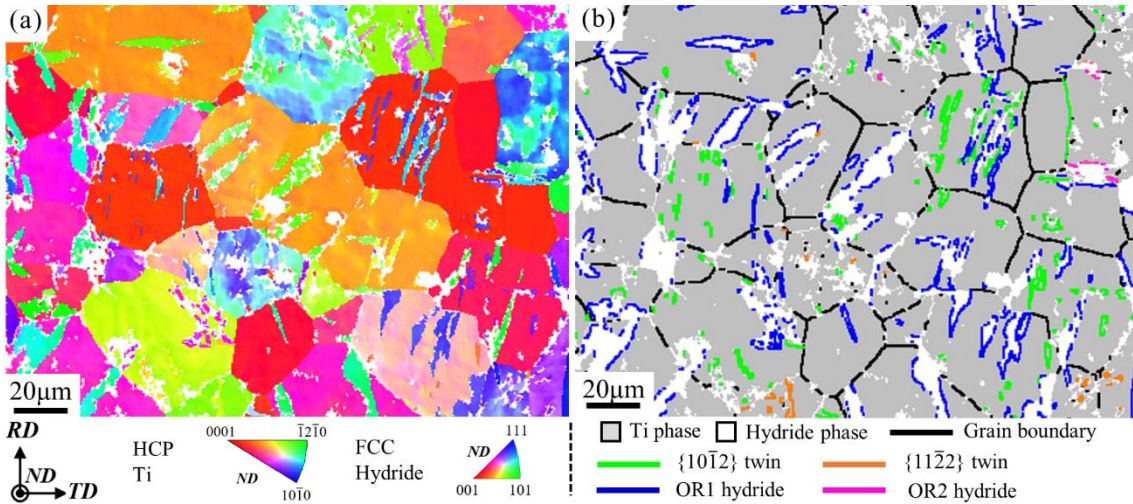 (a)
(b)
20μm
20μm
RD
ND
TD
HCP
Ti
0001
1̅21̅0
ND
101̅0
FCC
Hydride
111
ND
001
101
Ti phase
Hydride phase
Grain boundary
{101̅2} twin
{112̅2} twin
OR1 hydride
OR2 hydride